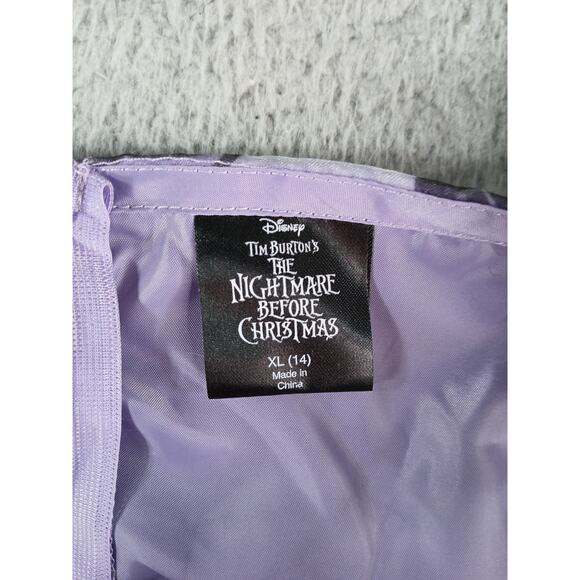 Disney
TIM BURTON'S
THE
NIGHTMARE
BEFORE
CHRISTMAS
XL (14)
Made in
China